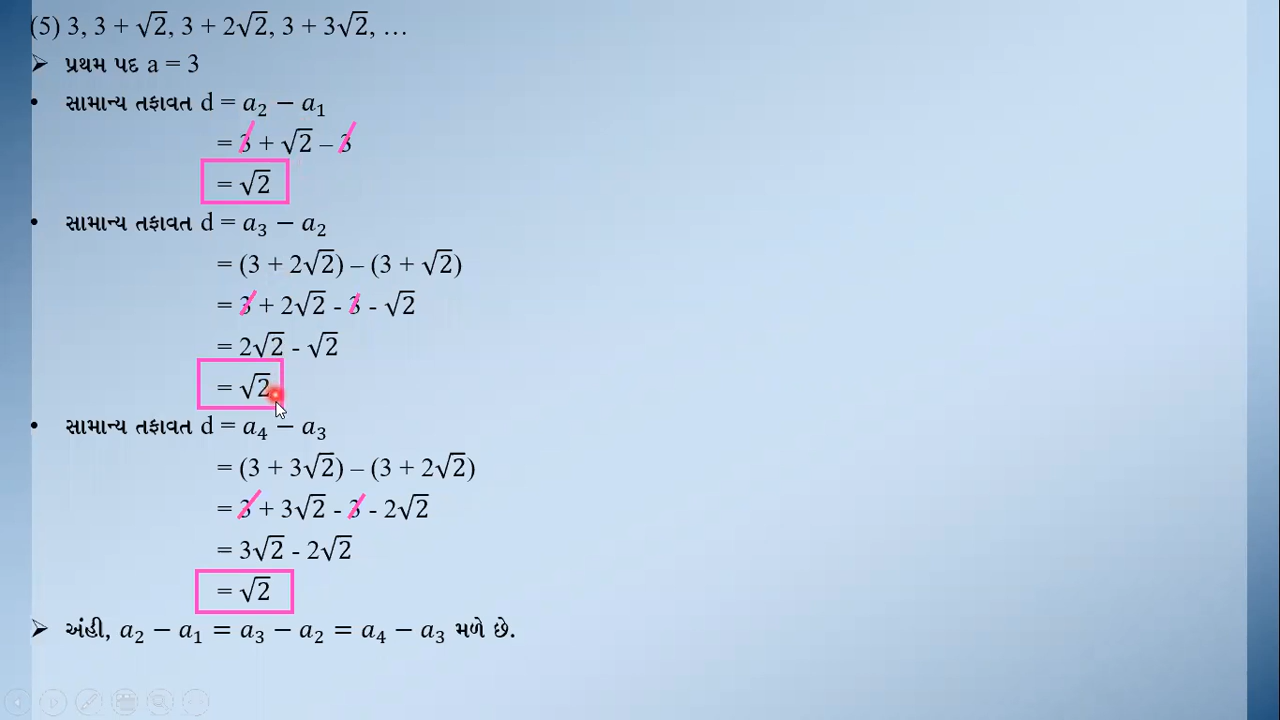 (5) 3, 3 + √2, 3 + 2√2, 3 + 3√2, …
➢ પ્રથમ પદ a = 3
• સામાન્ય તફાવત d = a₂ − a₁
= 3 + √2 – 3
= √2
• સામાન્ય તફાવત d = a₃ − a₂
= (3 + 2√2) – (3 + √2)
= 3 + 2√2 - 3 - √2
= 2√2 - √2
= √2
• સામાન્ય તફાવત d = a₄ − a₃
= (3 + 3√2) – (3 + 2√2)
= 3 + 3√2 - 3 - 2√2
= 3√2 - 2√2
= √2
➢ અંહી, a₂ − a₁ = a₃ − a₂ = a₄ − a₃ મળે છે.